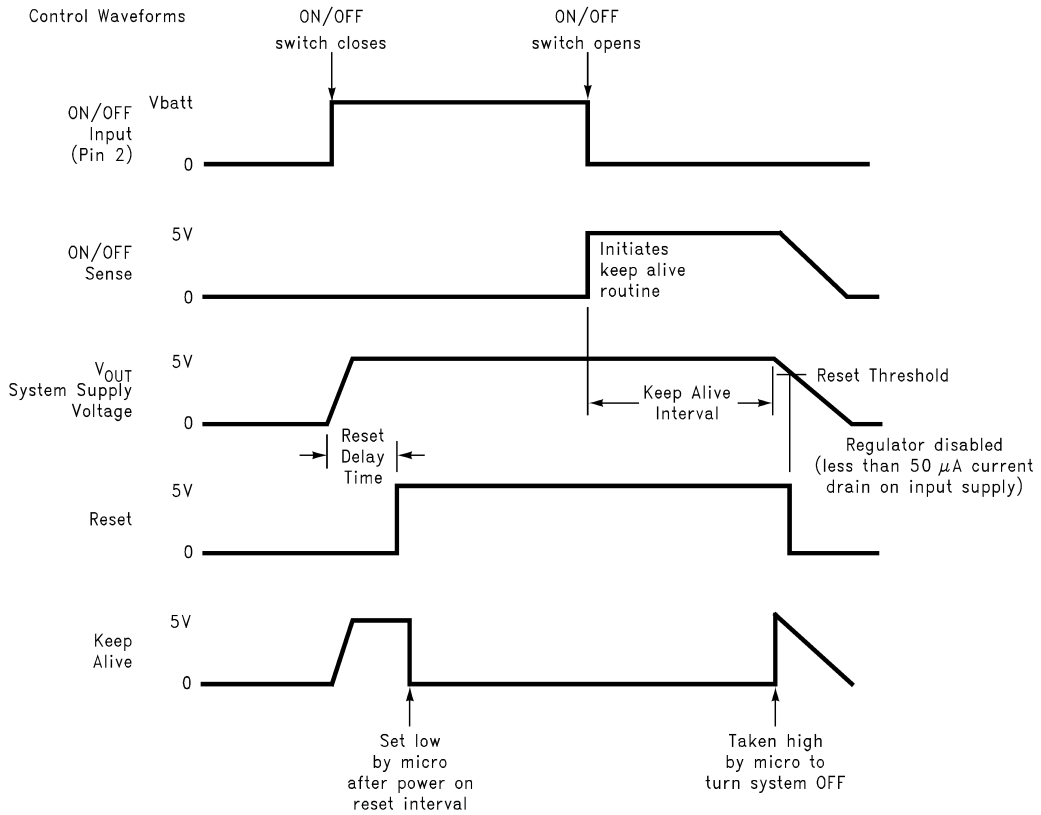 Control Waveforms
ON/OFF
switch closes
ON/OFF
switch opens
ON/OFF
Input
(Pin 2)
Vbatt
0
ON/OFF
Sense
5V
0
Initiates
keep alive
routine
VOUT
System Supply
Voltage
5V
0
Keep Alive
Interval
Reset Threshold
Reset
Delay
Time
Regulator disabled
(less than 50 μA current
drain on input supply)
Reset
5V
0
Keep
Alive
5V
0
Set low
by micro
after power on
reset interval
Taken high
by micro to
turn system OFF